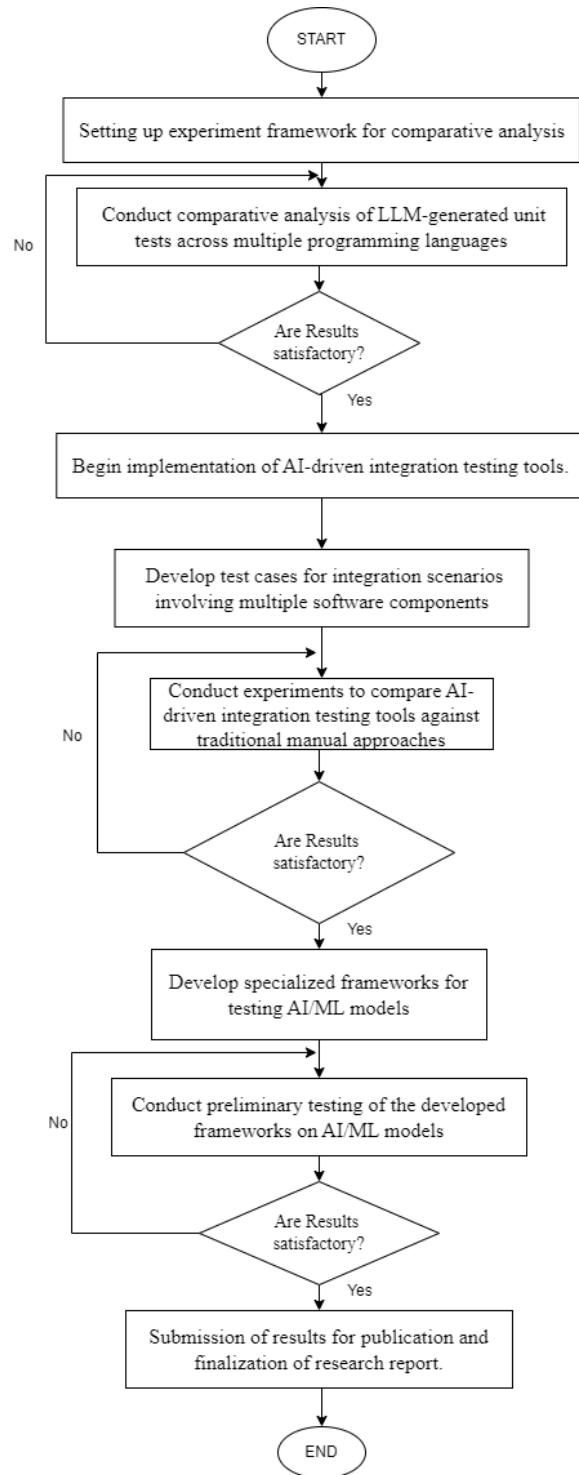 START
Setting up experiment framework for comparative analysis
Conduct comparative analysis of LLM-generated unit
tests across multiple programming languages
No
Are Results
satisfactory?
Yes
Begin implementation of AI-driven integration testing tools.
Develop test cases for integration scenarios
involving multiple software components
Conduct experiments to compare AI-
driven integration testing tools against
traditional manual approaches
No
Are Results
satisfactory?
Yes
Develop specialized frameworks for
testing AI/ML models
Conduct preliminary testing of the developed
frameworks on AI/ML models
No
Are Results
satisfactory?
Yes
Submission of results for publication and
finalization of research report.
END